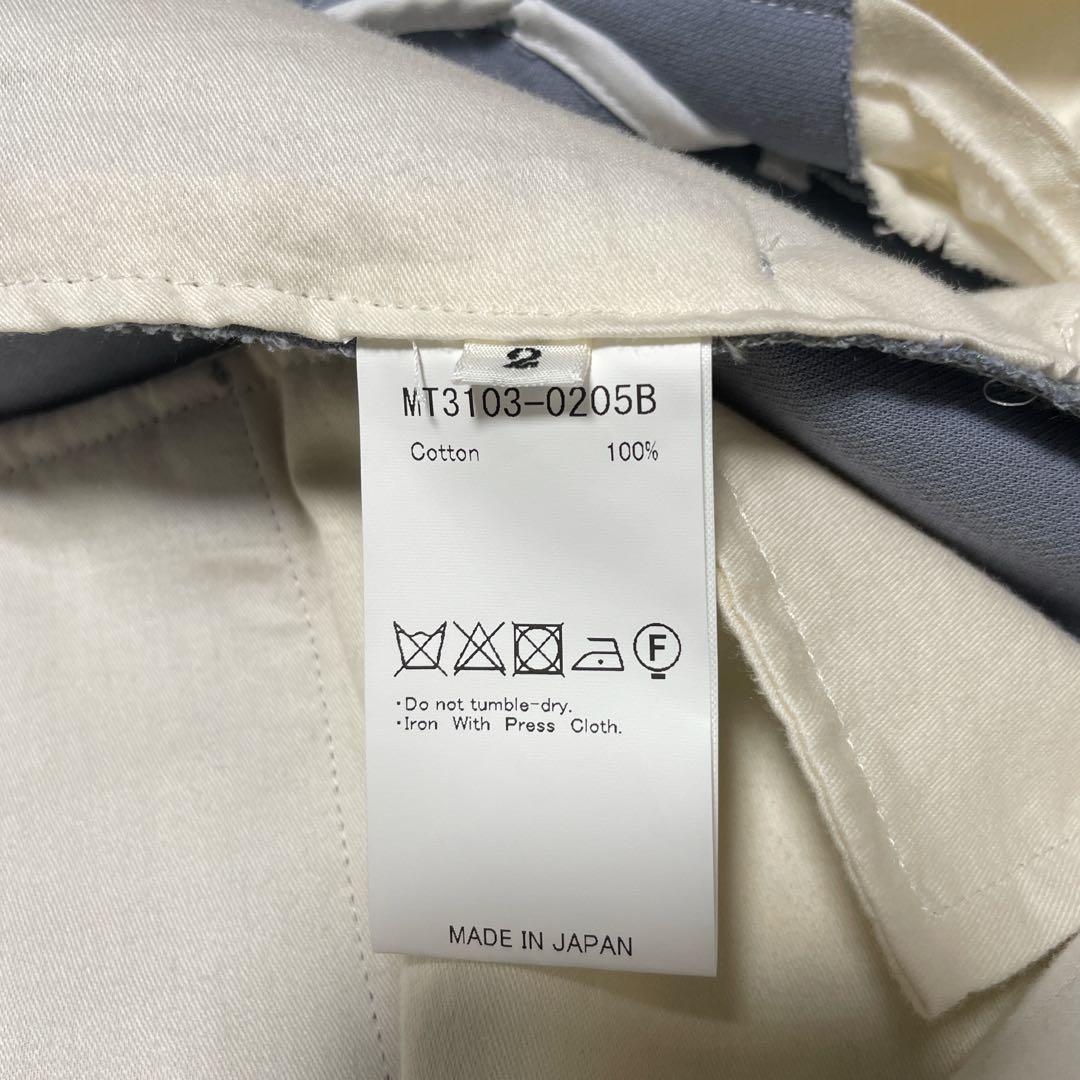 2
MT3103-0205B
Cotton 100%
F
・Do not tumble-dry.
・Iron With Press Cloth.
MADE IN JAPAN